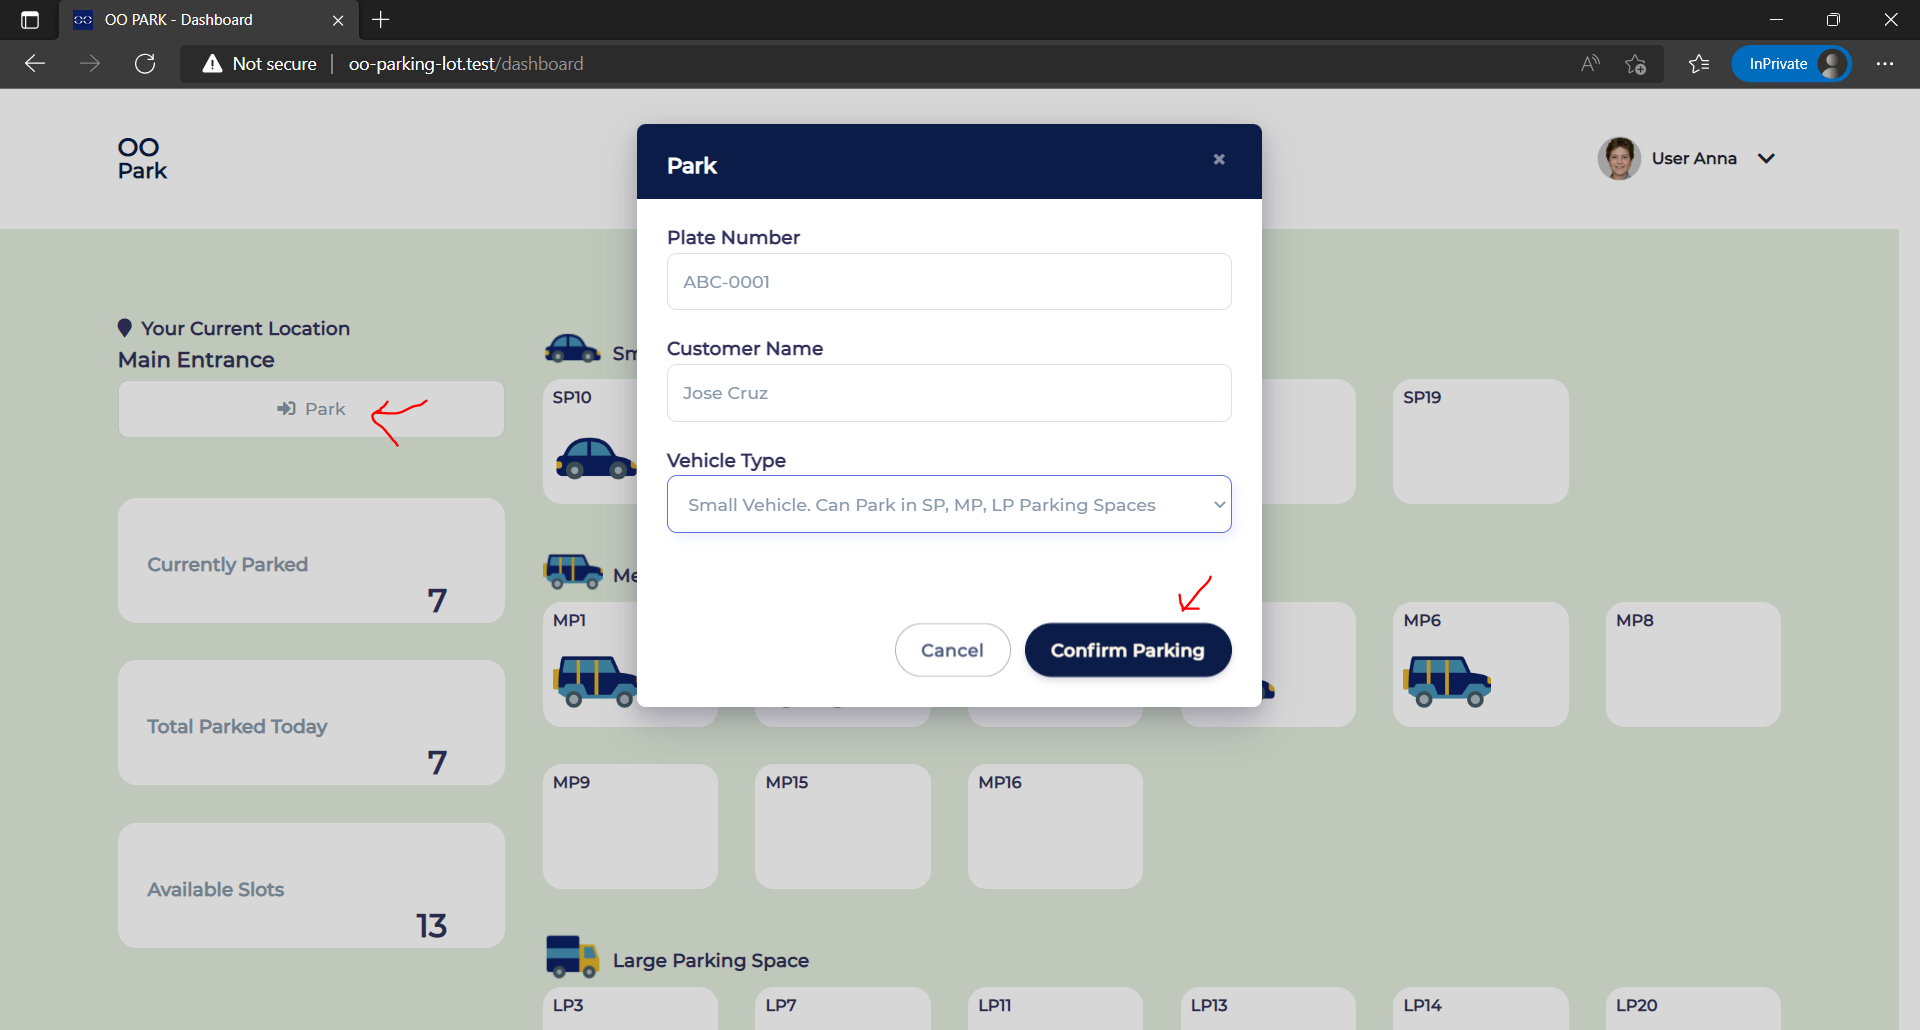 OO PARK - Dashboard
Not secure
oo-parking-lot.test/dashboard
InPrivate
OO
Park
User Anna
Park
Plate Number
ABC-0001
Customer Name
Jose Cruz
Vehicle Type
Small Vehicle. Can Park in SP, MP, LP Parking Spaces
Cancel
Confirm Parking
Your Current Location
Main Entrance
Park
Currently Parked
7
Total Parked Today
7
Available Slots
13
SP10
SP19
MP1
MP6
MP8
MP9
MP15
MP16
Large Parking Space
LP3
LP7
LP11
LP13
LP14
LP20